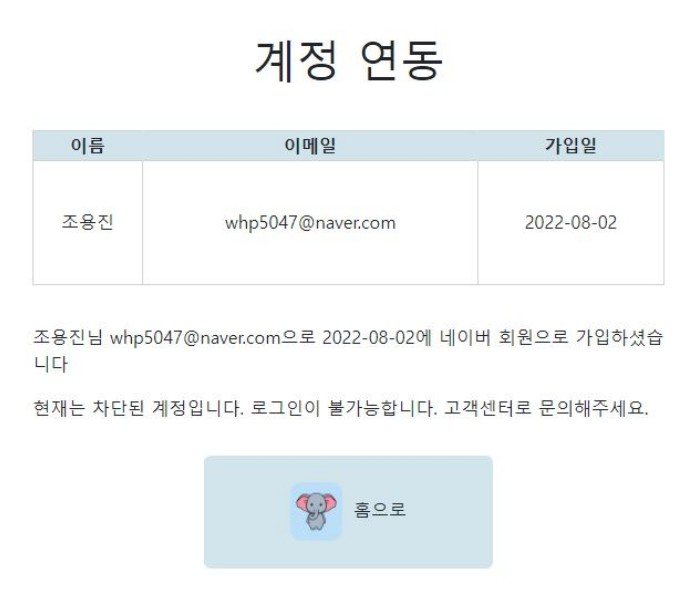 계정 연동
이름 이메일 가입일
조용진 whp5047@naver.com 2022-08-02
조용진님 whp5047@naver.com으로 2022-08-02에 네이버 회원으로 가입하셨습
니다
현재는 차단된 계정입니다. 로그인이 불가능합니다. 고객센터로 문의해주세요.
홈으로